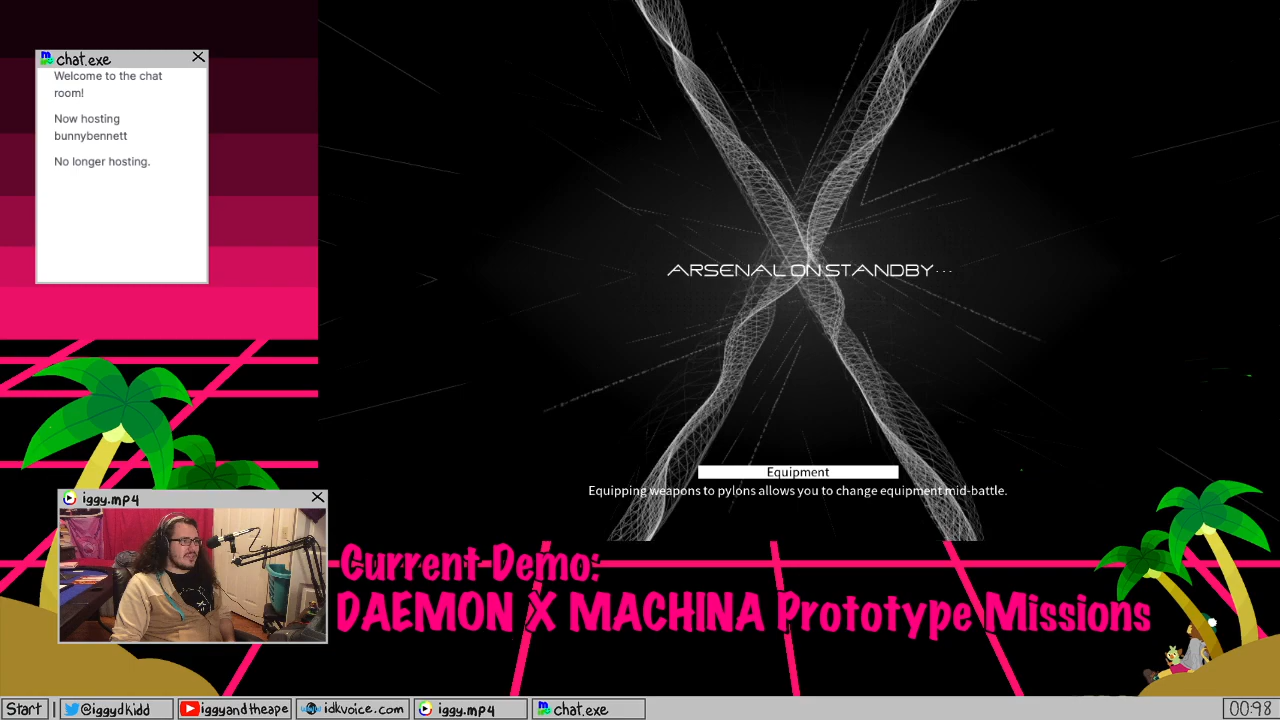 chat.exe
Welcome to the chat
room!
Now hosting
bunnybennett
No longer hosting.
ARSENAL ON STANDBY...
Equipment
Equipping weapons to pylons allows you to change equipment mid-battle.
iggy.mp4
Current Demo:
DAEMON X MACHINA Prototype Missions
Start | @iggydkidd iggyandtheape www idkvoice.com iggy.mp4 chat.exe 00:98